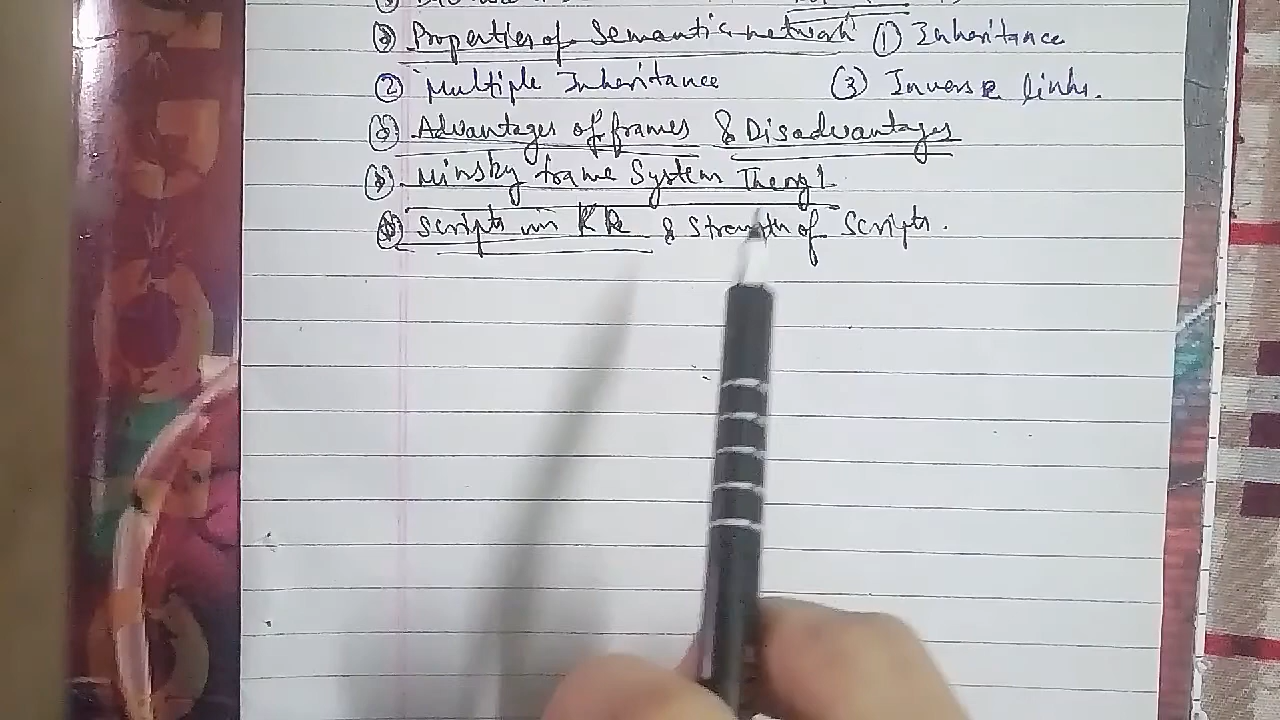 Properties of Semantic network ① Inheritance
② Multiple Inheritance ③ Inverse links.
Advantages of frames & Disadvantages
Minsky frame System Theory 1.
Scripts in KR & Strength of Scripts.